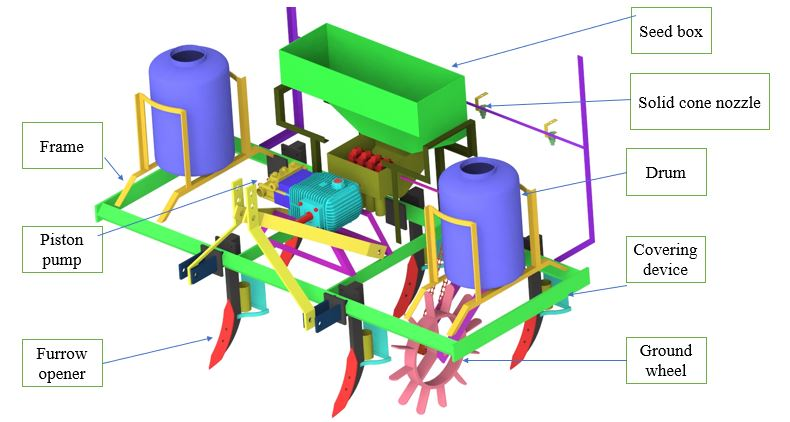 Seed box
Solid cone nozzle
Frame
Drum
Piston
pump
Covering
device
Furrow
opener
Ground
wheel